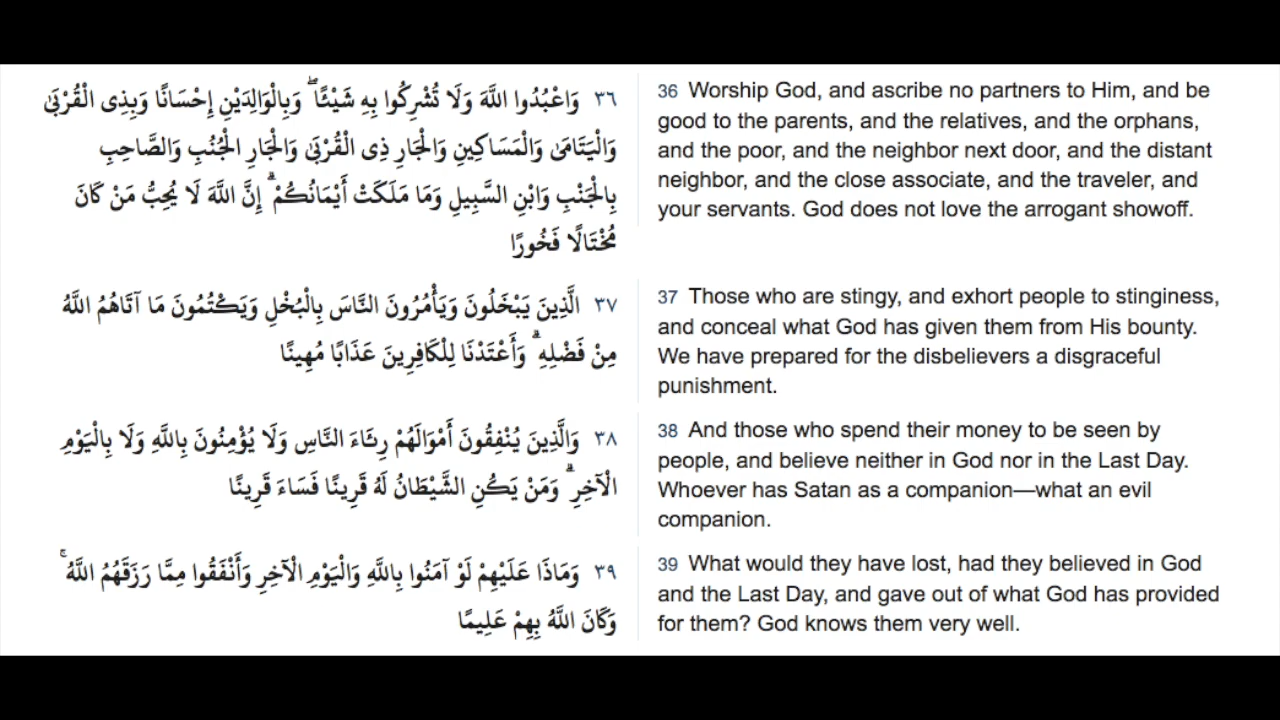 ٣٦ وَاعْبُدُوا اللَّهَ وَلَا تُشْرِكُوا بِهِ شَيْئًا ۖ وَبِالْوَالِدَيْنِ إِحْسَانًا وَبِذِي الْقُرْبَىٰ
وَالْيَتَامَىٰ وَالْمَسَاكِينِ وَالْجَارِ ذِي الْقُرْبَىٰ وَالْجَارِ الْجُنُبِ وَالصَّاحِبِ
بِالْجَنْبِ وَابْنِ السَّبِيلِ وَمَا مَلَكَتْ أَيْمَانُكُمْ ۗ إِنَّ اللَّهَ لَا يُحِبُّ مَنْ كَانَ
مُخْتَالًا فَخُورًا
36 Worship God, and ascribe no partners to Him, and be
good to the parents, and the relatives, and the orphans,
and the poor, and the neighbor next door, and the distant
neighbor, and the close associate, and the traveler, and
your servants. God does not love the arrogant showoff.
٣٧ الَّذِينَ يَبْخَلُونَ وَيَأْمُرُونَ النَّاسَ بِالْبُخْلِ وَيَكْتُمُونَ مَا آتَاهُمُ اللَّهُ
مِنْ فَضْلِهِ ۗ وَأَعْتَدْنَا لِلْكَافِرِينَ عَذَابًا مُهِينًا
37 Those who are stingy, and exhort people to stinginess,
and conceal what God has given them from His bounty.
We have prepared for the disbelievers a disgraceful
punishment.
٣٨ وَالَّذِينَ يُنْفِقُونَ أَمْوَالَهُمْ رِئَاءَ النَّاسِ وَلَا يُؤْمِنُونَ بِاللَّهِ وَلَا بِالْيَوْمِ
الْآخِرِ ۗ وَمَنْ يَكُنِ الشَّيْطَانُ لَهُ قَرِينًا فَسَاءَ قَرِينًا
38 And those who spend their money to be seen by
people, and believe neither in God nor in the Last Day.
Whoever has Satan as a companion—what an evil
companion.
٣٩ وَمَاذَا عَلَيْهِمْ لَوْ آمَنُوا بِاللَّهِ وَالْيَوْمِ الْآخِرِ وَأَنْفَقُوا مِمَّا رَزَقَهُمُ اللَّهُ ۚ
وَكَانَ اللَّهُ بِهِمْ عَلِيمًا
39 What would they have lost, had they believed in God
and the Last Day, and gave out of what God has provided
for them? God knows them very well.